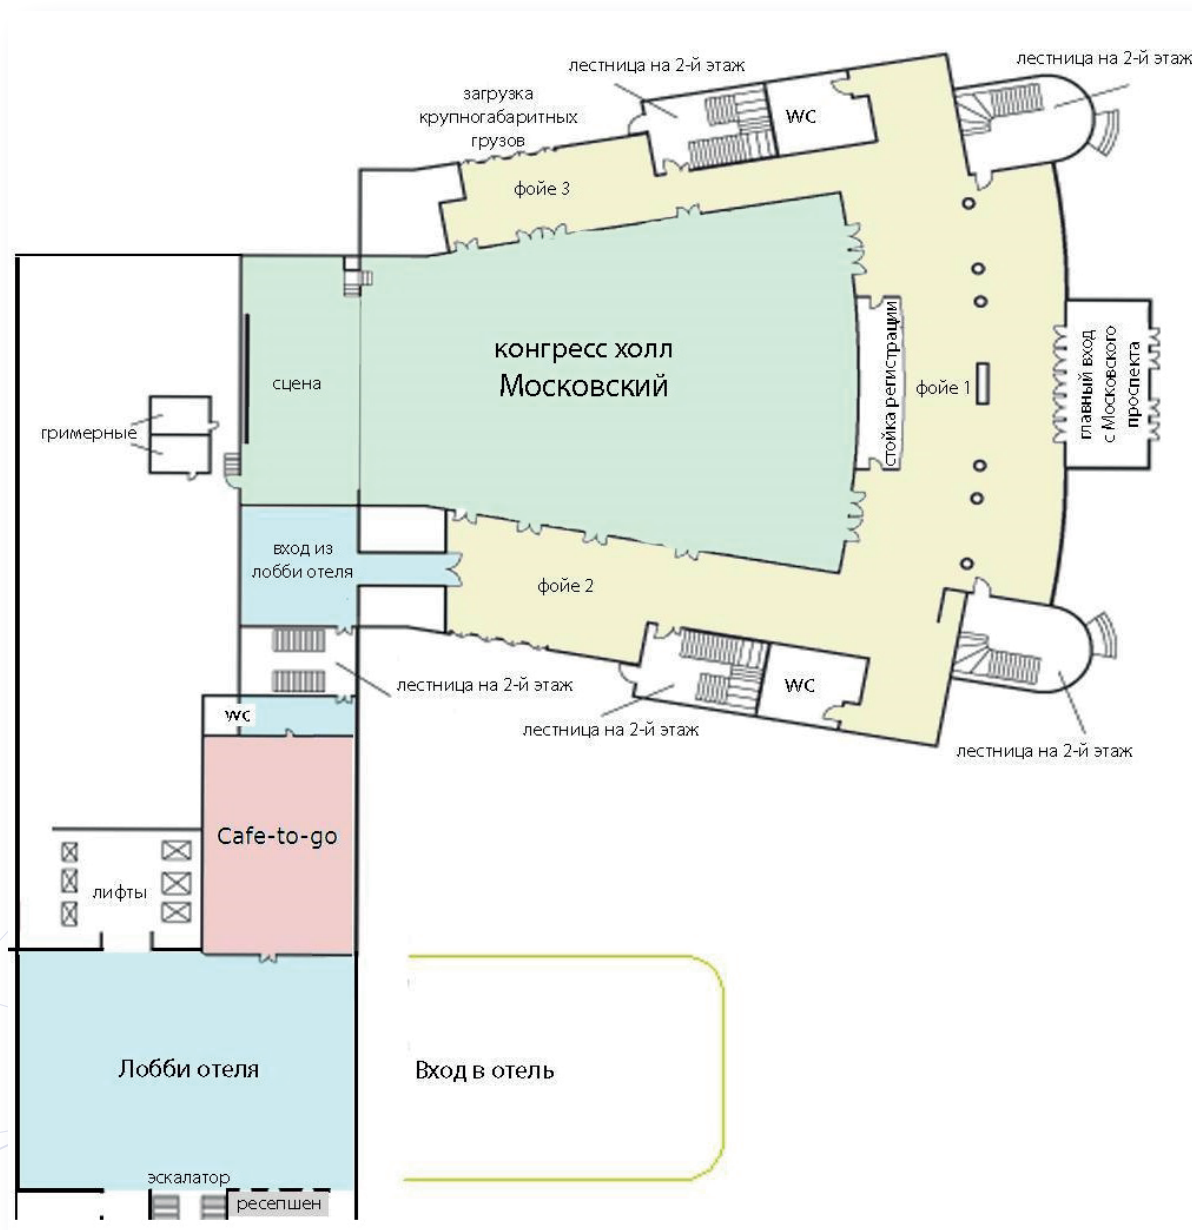 лестница на 2-й этаж
лестница на 2-й этаж
загрузка
крупногабаритных
грузов
wc
фойе 3
конгресс холл
Московский
сцена
стойка регистрации
фойе 1
главный вход
с Московского
проспекта
гримерные
вход из
лобби отеля
фойе 2
лестница на 2-й этаж
wc
wc
лестница на 2-й этаж
лестница на 2-й этаж
Cafe-to-go
лифты
Лобби отеля
Вход в отель
эскалатор
ресепшен